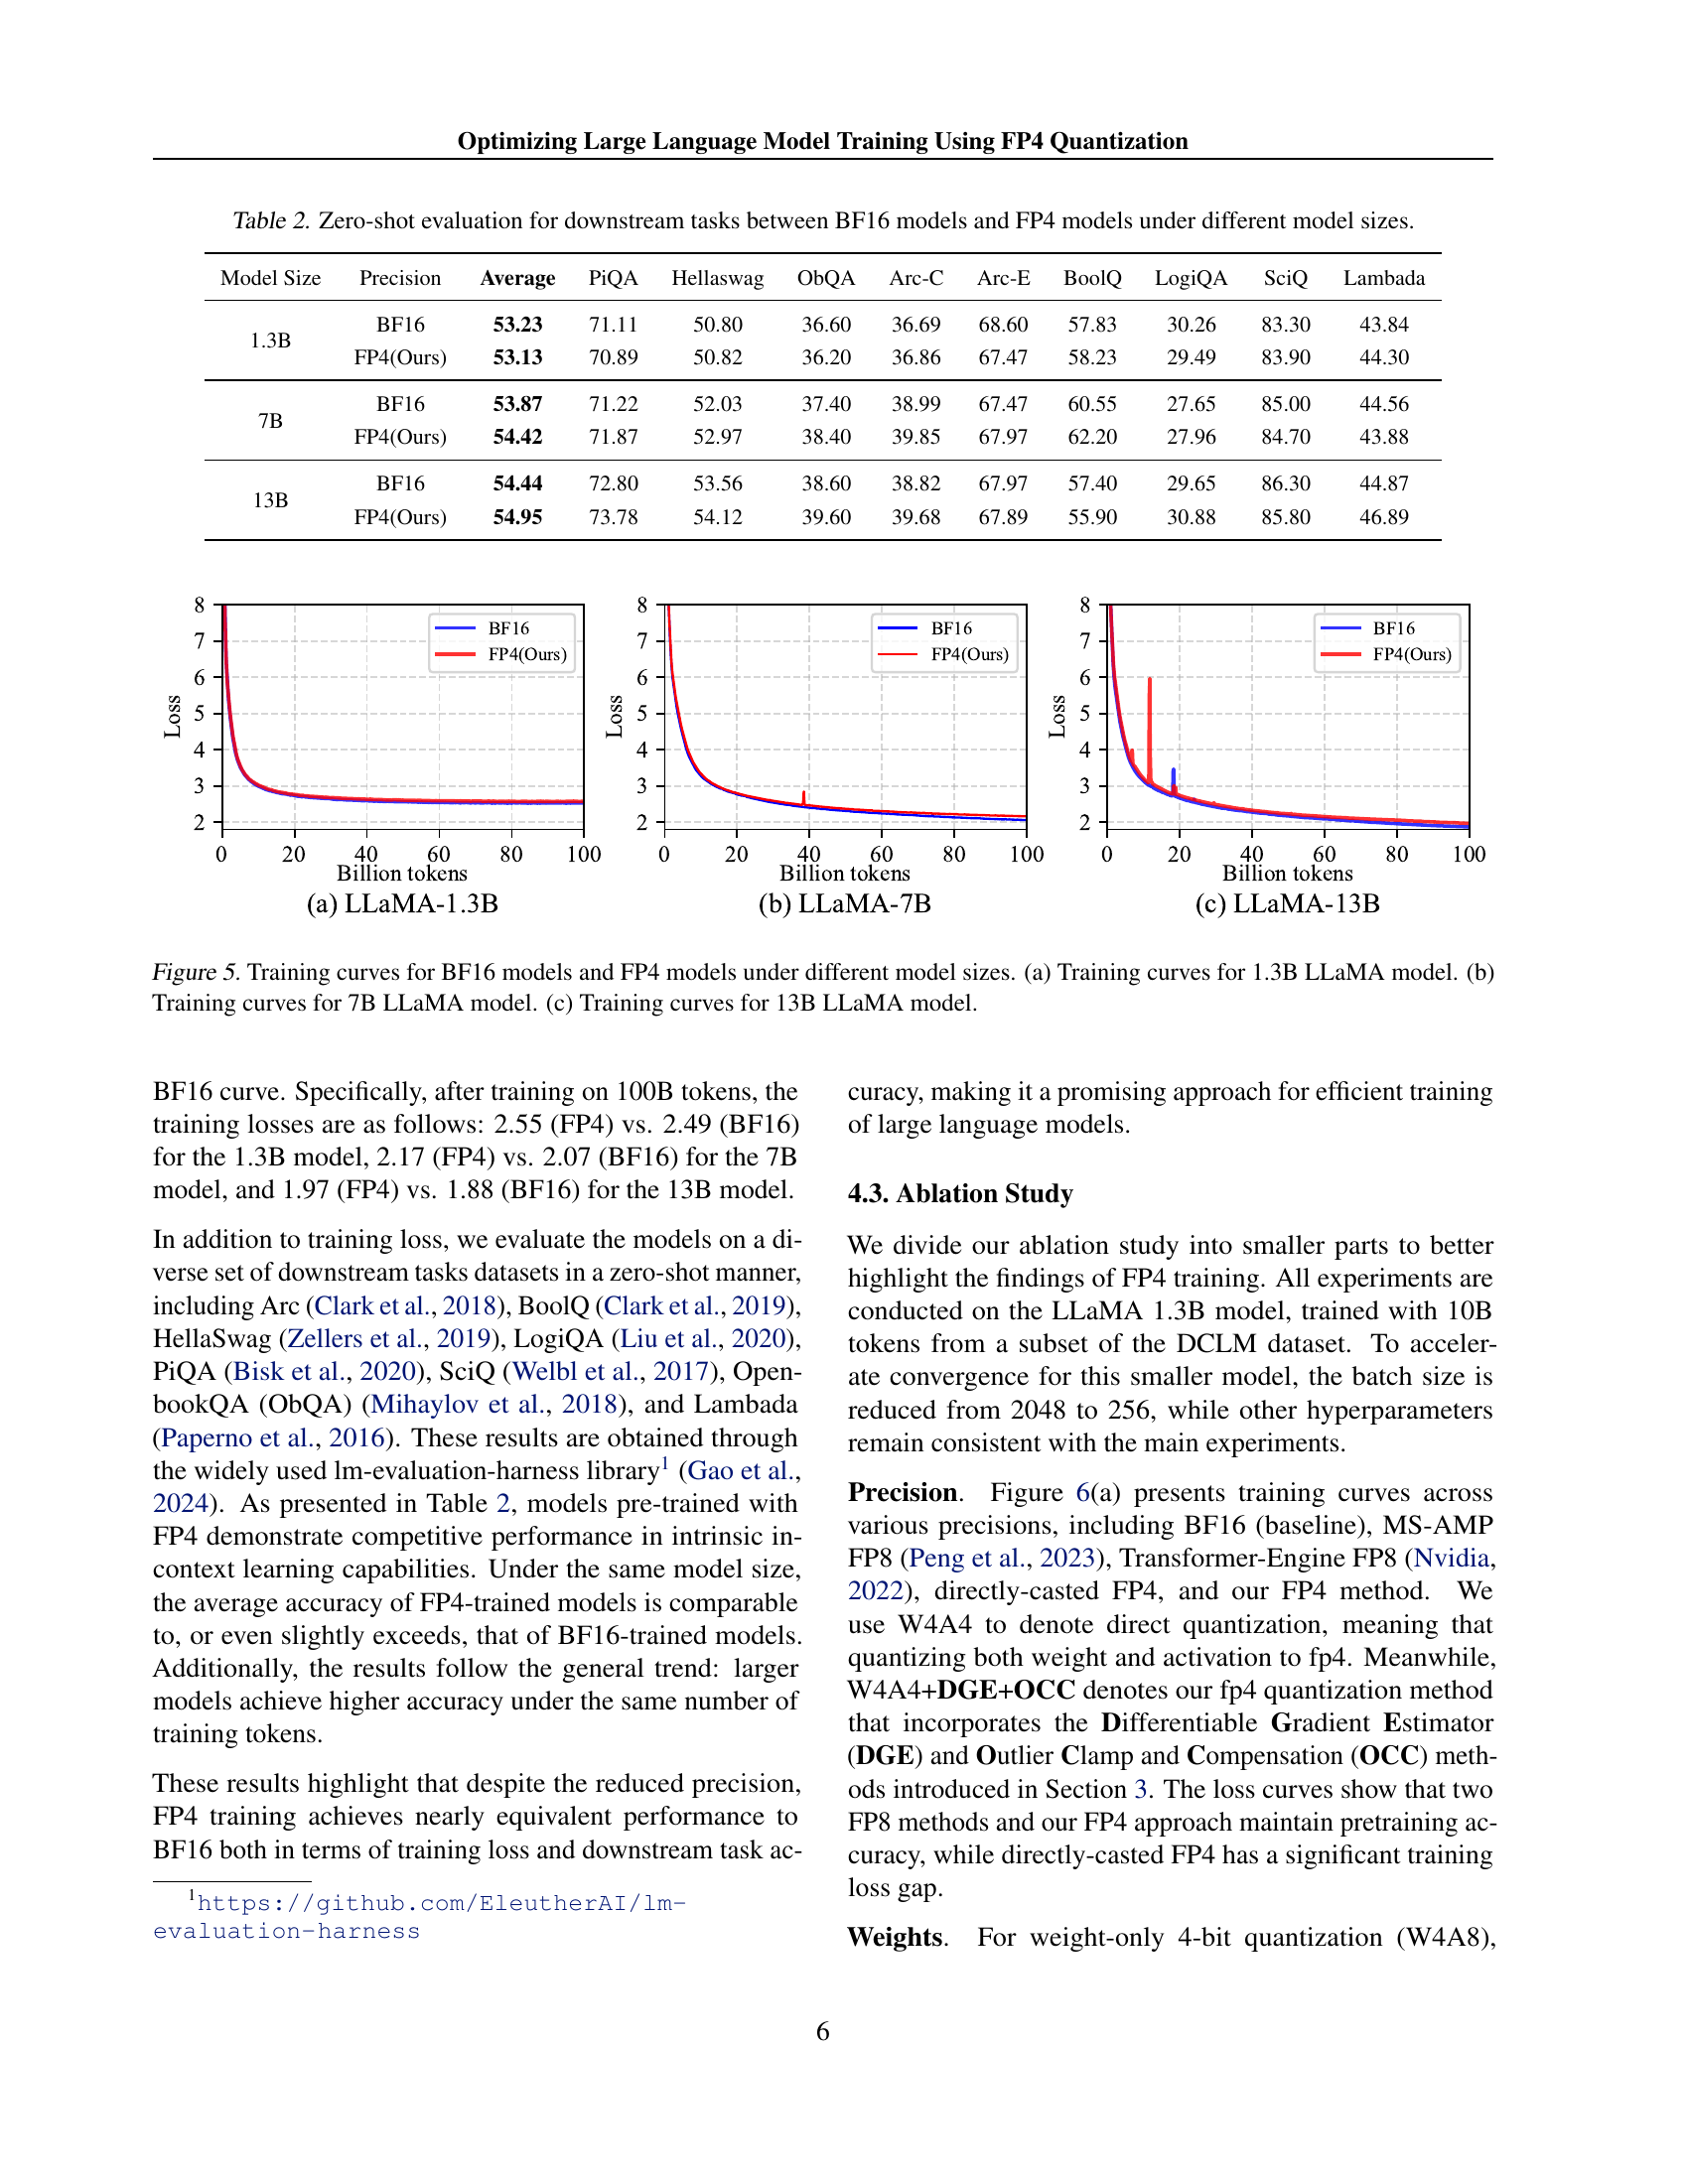 Optimizing Large Language Model Training Using FP4 Quantization
Table 2. Zero-shot evaluation for downstream tasks between BF16 models and FP4 models under different model sizes.
Model Size Precision Average PiQA Hellaswag ObQA Arc-C Arc-E BoolQ LogiQA SciQ Lambada
1.3B
BF16 53.23 71.11 50.80 36.60 36.69 68.60 57.83 30.26 83.30 43.84
FP4(Ours) 53.13 70.89 50.82 36.20 36.86 67.47 58.23 29.49 83.90 44.30
7B
BF16 53.87 71.22 52.03 37.40 38.99 67.47 60.55 27.65 85.00 44.56
FP4(Ours) 54.42 71.87 52.97 38.40 39.85 67.97 62.20 27.96 84.70 43.88
13B
BF16 54.44 72.80 53.56 38.60 38.82 67.97 57.40 29.65 86.30 44.87
FP4(Ours) 54.95 73.78 54.12 39.60 39.68 67.89 55.90 30.88 85.80 46.89
8
7
6
5
4
3
2
Loss
BF16
FP4(Ours)
0 20 40 60 80 100
Billion tokens
(a) LLaMA-1.3B
8
7
6
5
4
3
2
Loss
BF16
FP4(Ours)
0 20 40 60 80 100
Billion tokens
(b) LLaMA-7B
8
7
6
5
4
3
2
Loss
BF16
FP4(Ours)
0 20 40 60 80 100
Billion tokens
(c) LLaMA-13B
Figure 5. Training curves for BF16 models and FP4 models under different model sizes. (a) Training curves for 1.3B LLaMA model. (b)
Training curves for 7B LLaMA model. (c) Training curves for 13B LLaMA model.
BF16 curve. Specifically, after training on 100B tokens, the
training losses are as follows: 2.55 (FP4) vs. 2.49 (BF16)
for the 1.3B model, 2.17 (FP4) vs. 2.07 (BF16) for the 7B
model, and 1.97 (FP4) vs. 1.88 (BF16) for the 13B model.
In addition to training loss, we evaluate the models on a di-
verse set of downstream tasks datasets in a zero-shot manner,
including Arc (Clark et al., 2018), BoolQ (Clark et al., 2019),
HellaSwag (Zellers et al., 2019), LogiQA (Liu et al., 2020),
PiQA (Bisk et al., 2020), SciQ (Welbl et al., 2017), Open-
bookQA (ObQA) (Mihaylov et al., 2018), and Lambada
(Paperno et al., 2016). These results are obtained through
the widely used lm-evaluation-harness library1 (Gao et al.,
2024). As presented in Table 2, models pre-trained with
FP4 demonstrate competitive performance in intrinsic in-
context learning capabilities. Under the same model size,
the average accuracy of FP4-trained models is comparable
to, or even slightly exceeds, that of BF16-trained models.
Additionally, the results follow the general trend: larger
models achieve higher accuracy under the same number of
training tokens.
These results highlight that despite the reduced precision,
FP4 training achieves nearly equivalent performance to
BF16 both in terms of training loss and downstream task ac-
1https://github.com/EleutherAI/lm-
evaluation-harness
curacy, making it a promising approach for efficient training
of large language models.
4.3. Ablation Study
We divide our ablation study into smaller parts to better
highlight the findings of FP4 training. All experiments are
conducted on the LLaMA 1.3B model, trained with 10B
tokens from a subset of the DCLM dataset. To acceler-
ate convergence for this smaller model, the batch size is
reduced from 2048 to 256, while other hyperparameters
remain consistent with the main experiments.
Precision. Figure 6(a) presents training curves across
various precisions, including BF16 (baseline), MS-AMP
FP8 (Peng et al., 2023), Transformer-Engine FP8 (Nvidia,
2022), directly-casted FP4, and our FP4 method. We
use W4A4 to denote direct quantization, meaning that
quantizing both weight and activation to fp4. Meanwhile,
W4A4+DGE+OCC denotes our fp4 quantization method
that incorporates the Differentiable Gradient Estimator
(DGE) and Outlier Clamp and Compensation (OCC) meth-
ods introduced in Section 3. The loss curves show that two
FP8 methods and our FP4 approach maintain pretraining ac-
curacy, while directly-casted FP4 has a significant training
loss gap.
Weights. For weight-only 4-bit quantization (W4A8),
6